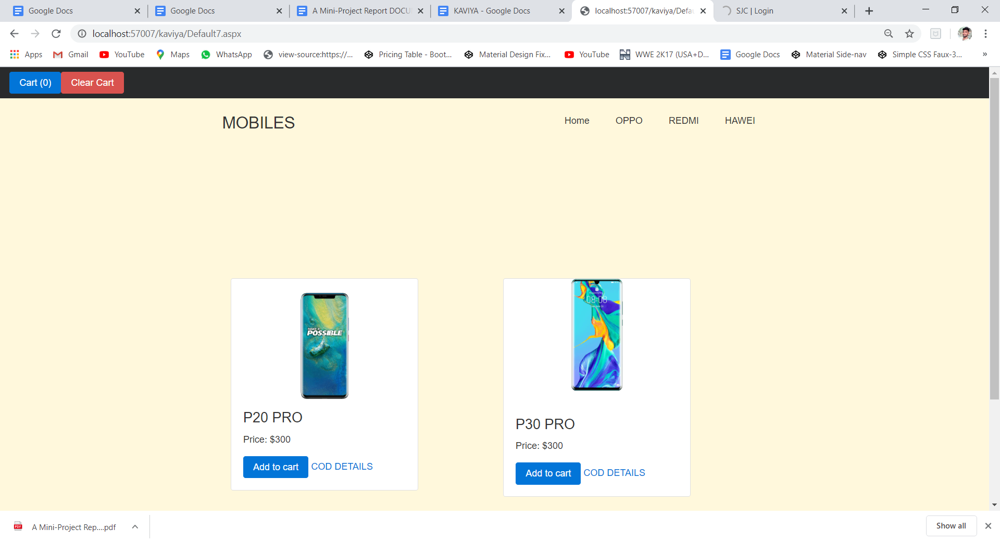 Google Docs
Google Docs
A Mini-Project Report DOCU
KAVIYA - Google Docs
localhost:57007/kaviya/Defau
SJC | Login
localhost:57007/kaviya/Default7.aspx
Apps
Gmail
YouTube
Maps
WhatsApp
view-source:https://...
Pricing Table - Boot...
Material Design Fix...
YouTube
WWE 2K17 (USA+D...
Google Docs
Material Side-nav
Simple CSS Faux-3...
»
Cart (0)
Clear Cart
MOBILES
Home
OPPO
REDMI
HAWEI
MAKE IT
POSSIBLE
08:08
P20 PRO
Price: $300
Add to cart
COD DETAILS
P30 PRO
Price: $300
Add to cart
COD DETAILS
PDF
A Mini-Project Rep....pdf
Show all